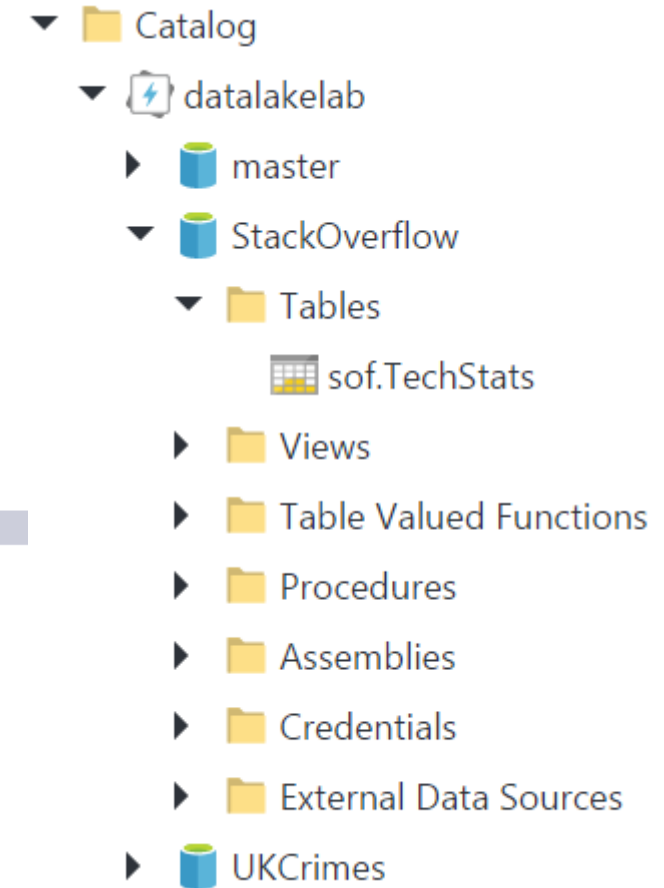 Catalog
datalakelab
master
StackOverflow
Tables
sof.TechStats
Views
Table Valued Functions
Procedures
Assemblies
Credentials
External Data Sources
UKCrimes